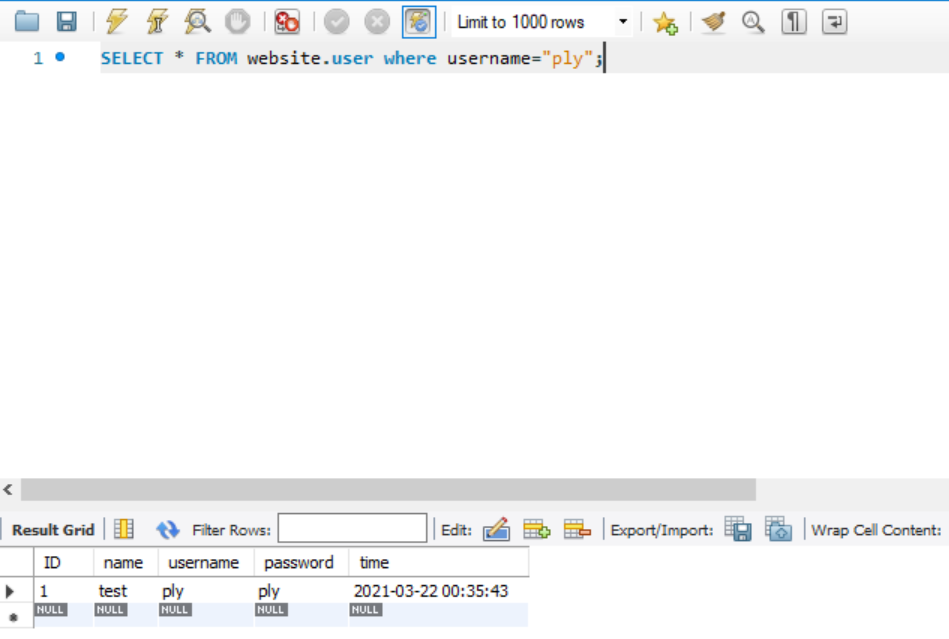 Limit to 1000 rows
1 SELECT * FROM website.user where username="ply";
Result Grid Filter Rows: Edit: Export/Import: Wrap Cell Content:
ID name username password time
1 test ply ply 2021-03-22 00:35:43
NULL NULL NULL NULL NULL